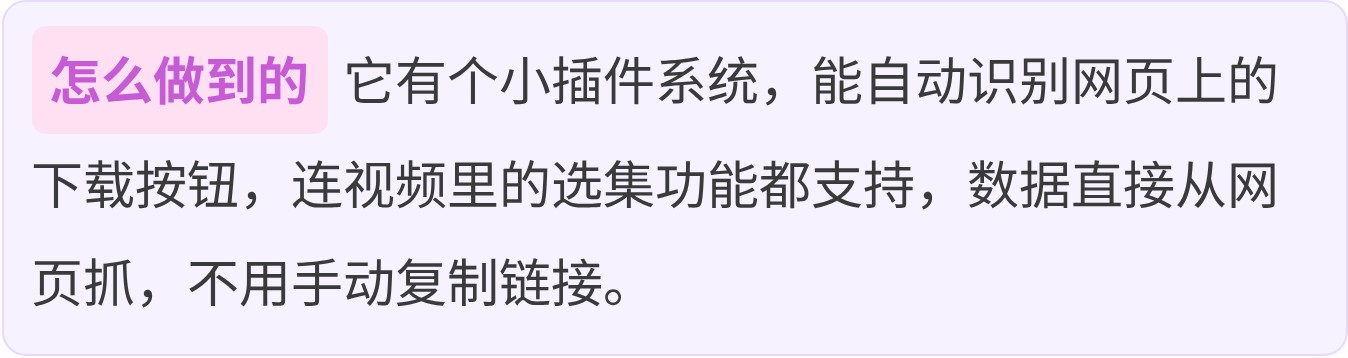 怎么做到的 它有个小插件系统，能自动识别网页上的
下载按钮，连视频里的选集功能都支持，数据直接从网
页抓，不用手动复制链接。